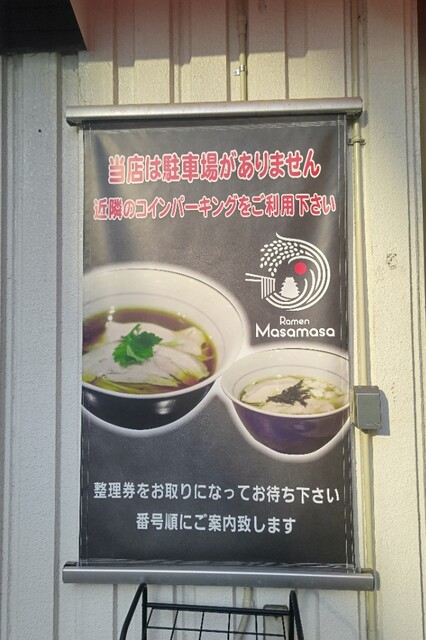 当店は駐車場がありません
近隣のコインパーキングをご利用下さい
Ramen
Masamasa
整理券をお取りになってお待ち下さい
番号順にご案内致します